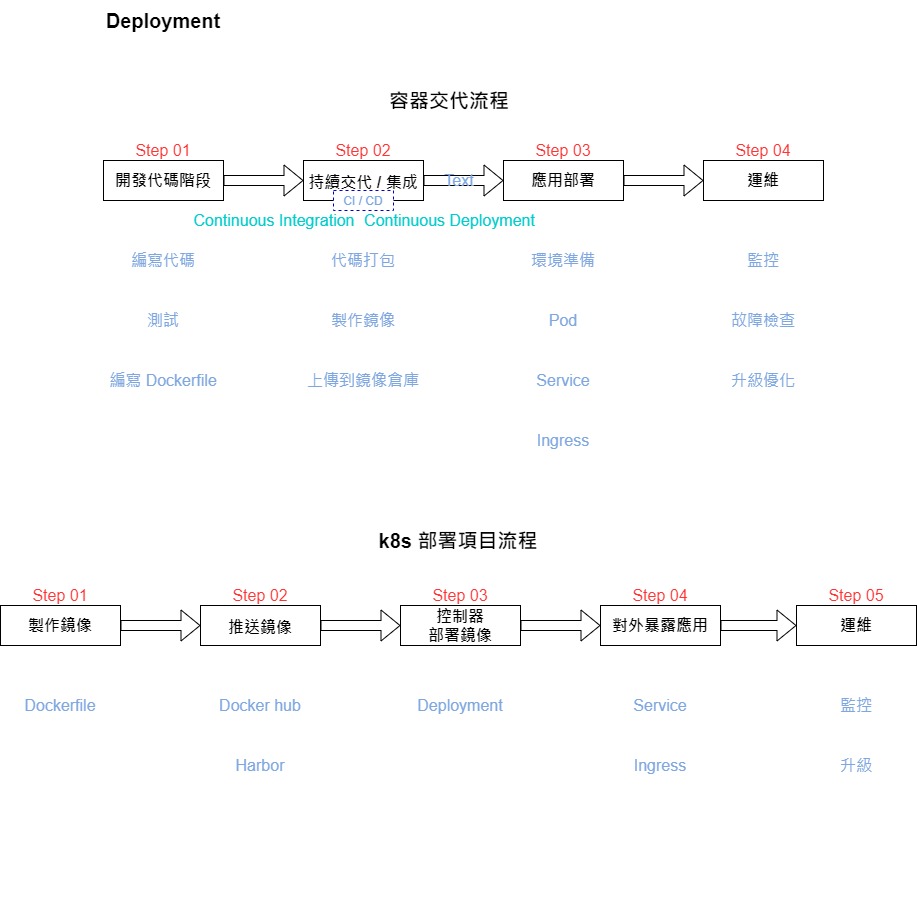 Deployment
容器交代流程
Step 01
Step 02
Step 03
Step 04
開發代碼階段
持續交代 / 集成
Text
應用部署
運維
CI / CD
Continuous Integration
Continuous Deployment
編寫代碼
代碼打包
環境準備
監控
測試
製作鏡像
Pod
故障檢查
編寫 Dockerfile
上傳到鏡像倉庫
Service
升級優化
Ingress
k8s 部署項目流程
Step 01
Step 02
Step 03
Step 04
Step 05
製作鏡像
推送鏡像
控制器
部署鏡像
對外暴露應用
運維
Dockerfile
Docker hub
Deployment
Service
監控
Harbor
Ingress
升級